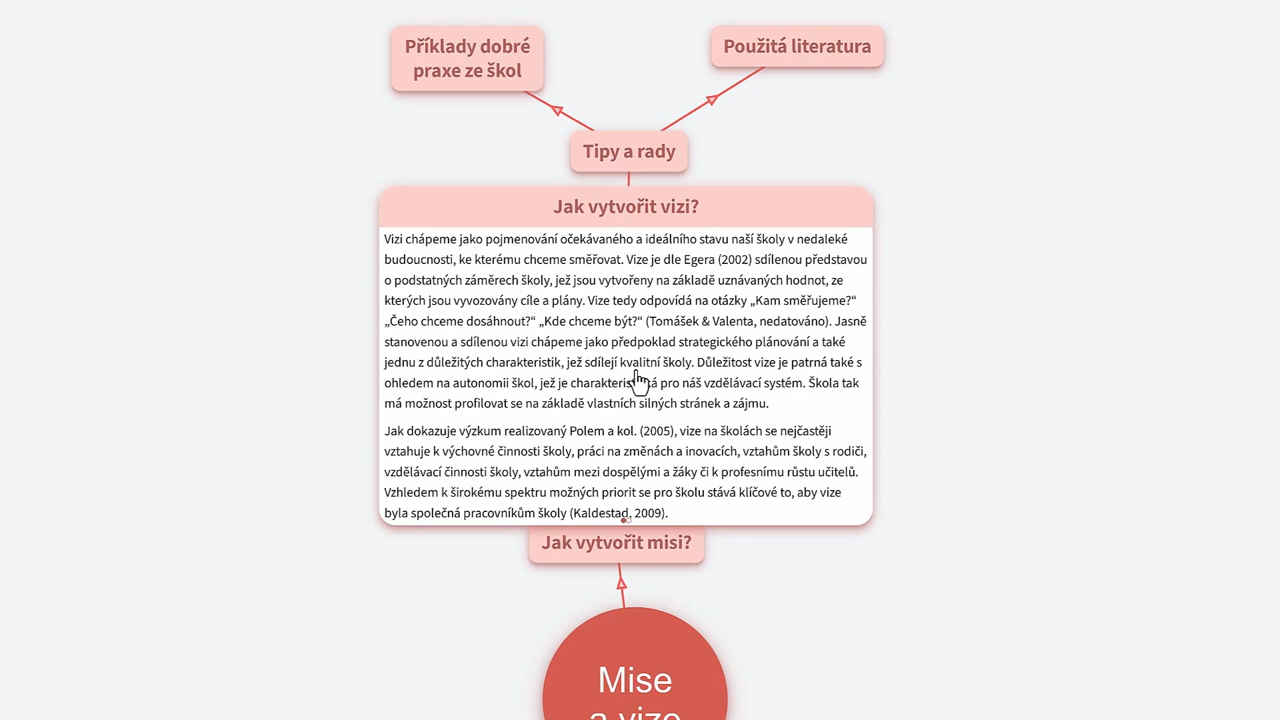 Příklady dobré
praxe ze škol
Použitá literatura
Tipy a rady
Jak vytvořit vizi?
Vizi chápeme jako pojmenování očekávaného a ideálního stavu naší školy v nedaleké
budoucnosti, ke kterému chceme směřovat. Vize je dle Egera (2002) sdílenou představou
o podstatných záměrech školy, jež jsou vytvořeny na základě uznávaných hodnot, ze
kterých jsou vyvozovány cíle a plány. Vize tedy odpovídá na otázky „Kam směřujeme?“
„Čeho chceme dosáhnout?“ „Kde chceme být?“ (Tomášek & Valenta, nedatováno). Jasně
stanovenou a sdílenou vizi chápeme jako předpoklad strategického plánování a také
jednu z důležitých charakteristik, jež sdílejí kvalitní školy. Důležitost vize je patrná také s
ohledem na autonomii škol, jež je charakteristická pro náš vzdělávací systém. Škola tak
má možnost profilovat se na základě vlastních silných stránek a zájmu.
Jak dokazuje výzkum realizovaný Polem a kol. (2005), vize na školách se nejčastěji
vztahuje k výchovné činnosti školy, práci na změnách a inovacích, vztahům školy s rodiči,
vzdělávací činnosti školy, vztahům mezi dospělými a žáky či k profesnímu růstu učitelů.
Vzhledem k širokému spektru možných priorit se pro školu stává klíčové to, aby vize
byla společná pracovníkům školy (Kaldestad, 2009).
Jak vytvořit misi?
Mise
a vize